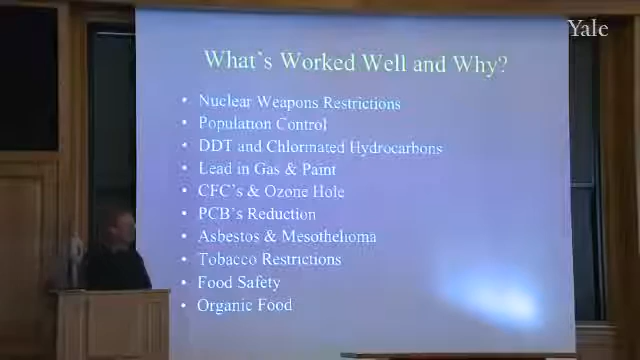 Yale
What's Worked Well and Why?
• Nuclear Weapons Restrictions
• Population Control
• DDT and Chlormated Hydrocarbons
• Lead in Gas & Paint
• CFC's & Ozone Hole
• PCB's Reduction
• Asbestos & Mesothelioma
• Tobacco Restrictions
• Food Safety
• Organic Food